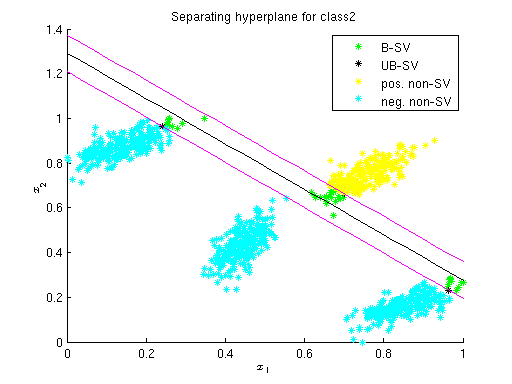 Separating hyperplane for class2
1.4
1.2
1
0.8
0.6
0.4
0.2
0
x2
B-SV
UB-SV
pos. non-SV
neg. non-SV
0
0.2
0.4
0.6
0.8
1
x1